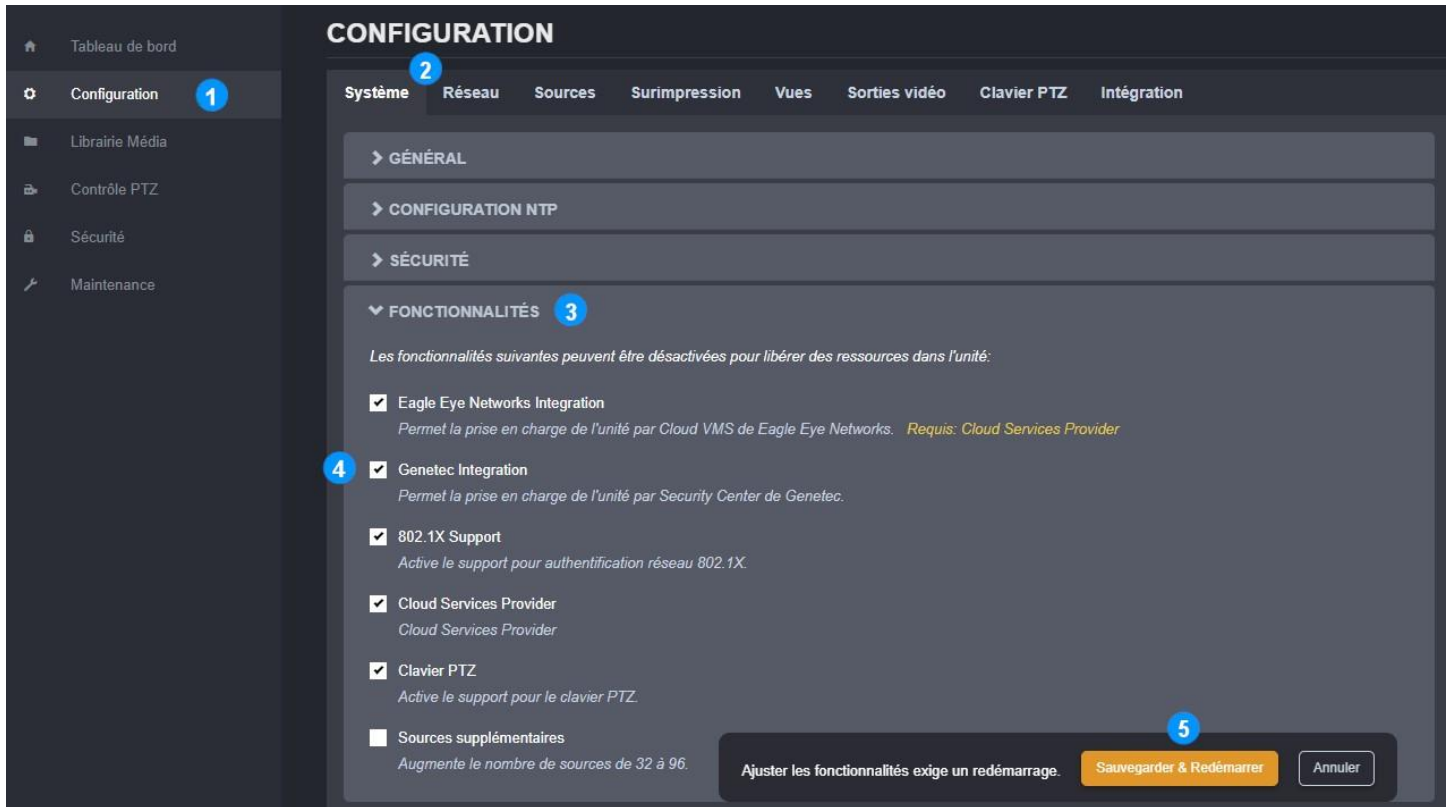 CONFIGURATION
Tableau de bord
Configuration 1
Librairie Média
Contrôle PTZ
Sécurité
Maintenance
2
Système Réseau Sources Surimpression Vues Sorties vidéo Clavier PTZ Intégration
GÉNÉRAL
CONFIGURATION NTP
SÉCURITÉ
FONCTIONNALITÉS 3
Les fonctionnalités suivantes peuvent être désactivées pour libérer des ressources dans l'unité:
Eagle Eye Networks Integration
Permet la prise en charge de l'unité par Cloud VMS de Eagle Eye Networks. Requis: Cloud Services Provider
4 Genetec Integration
Permet la prise en charge de l'unité par Security Center de Genetec.
802.1X Support
Active le support pour authentification réseau 802.1X.
Cloud Services Provider
Cloud Services Provider
Clavier PTZ
Active le support pour le clavier PTZ.
Sources supplémentaires
Augmente le nombre de sources de 32 à 96.
5
Ajuster les fonctionnalités exige un redémarrage. Sauvegarder & Redémarrer Annuler